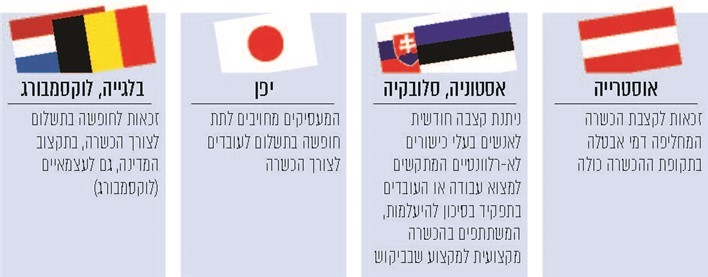 אוסטרייה
זכאות לקצבת הכשרה
המחליפה דמי אבטלה
בתקופת ההכשרה כולה
אסטוניה, סלובקיה
ניתנת קצבה חודשית
לאנשים בעלי כישורים
לא-רלוונטיים המתקשים
למצוא עבודה או העובדים
בתפקיד בסיכון להיעלמות,
המשתתפים בהכשרה
מקצועית למקצוע שבביקוש
יפן
המעסיקים מחויבים לתת
חופשה בתשלום לעובדים
לצורך הכשרה
בלגייה, לוקסמבורג
זכאות לחופשה בתשלום
לצורך הכשרה, בתקצוב
המדינה, גם לעצמאיים
(לוקסמבורג)